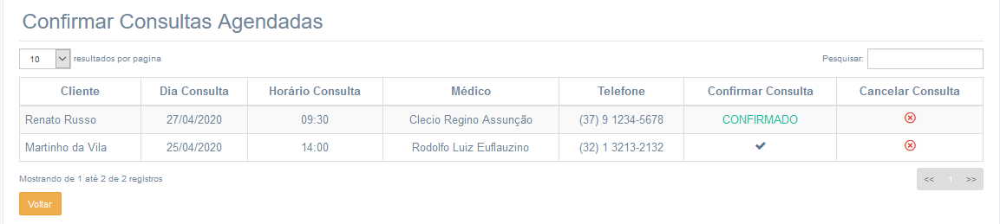 Confirmar Consultas Agendadas
10 resultados por pagina Pesquisar:
Cliente Dia Consulta Horário Consulta Médico Telefone Confirmar Consulta Cancelar Consulta
Renato Russo 27/04/2020 09:30 Clecio Regino Assunção (37) 9 1234-5678 CONFIRMADO
Martinho da Vila 25/04/2020 14:00 Rodolfo Luiz Euflauzino (32) 1 3213-2132
Mostrando de 1 até 2 de 2 registros << 1 >>
Voltar